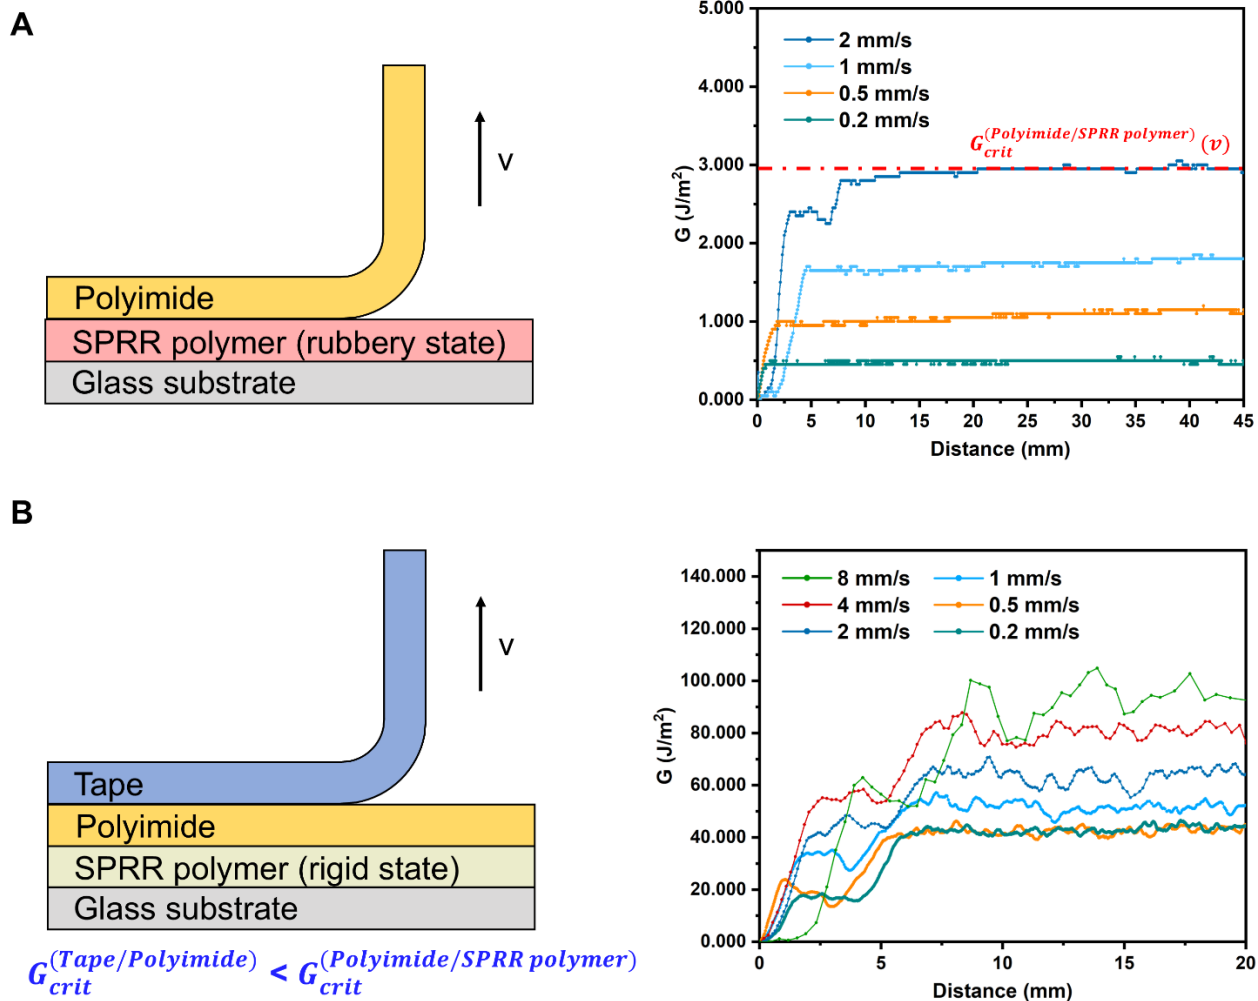 A
v
Polyimide
SPRR polymer (rubbery state)
Glass substrate
5.000
4.000
3.000
2.000
1.000
0.000
G (J/m²)
2 mm/s
1 mm/s
0.5 mm/s
0.2 mm/s
G_crit^(Polyimide/SPRR polymer) (v)
0 5 10 15 20 25 30 35 40 45
Distance (mm)
B
v
Tape
Polyimide
SPRR polymer (rigid state)
Glass substrate
G_crit^(Tape/Polyimide) < G_crit^(Polyimide/SPRR polymer)
140.000
120.000
100.000
80.000
60.000
40.000
20.000
0.000
G (J/m²)
8 mm/s 1 mm/s
4 mm/s 0.5 mm/s
2 mm/s 0.2 mm/s
0 5 10 15 20
Distance (mm)